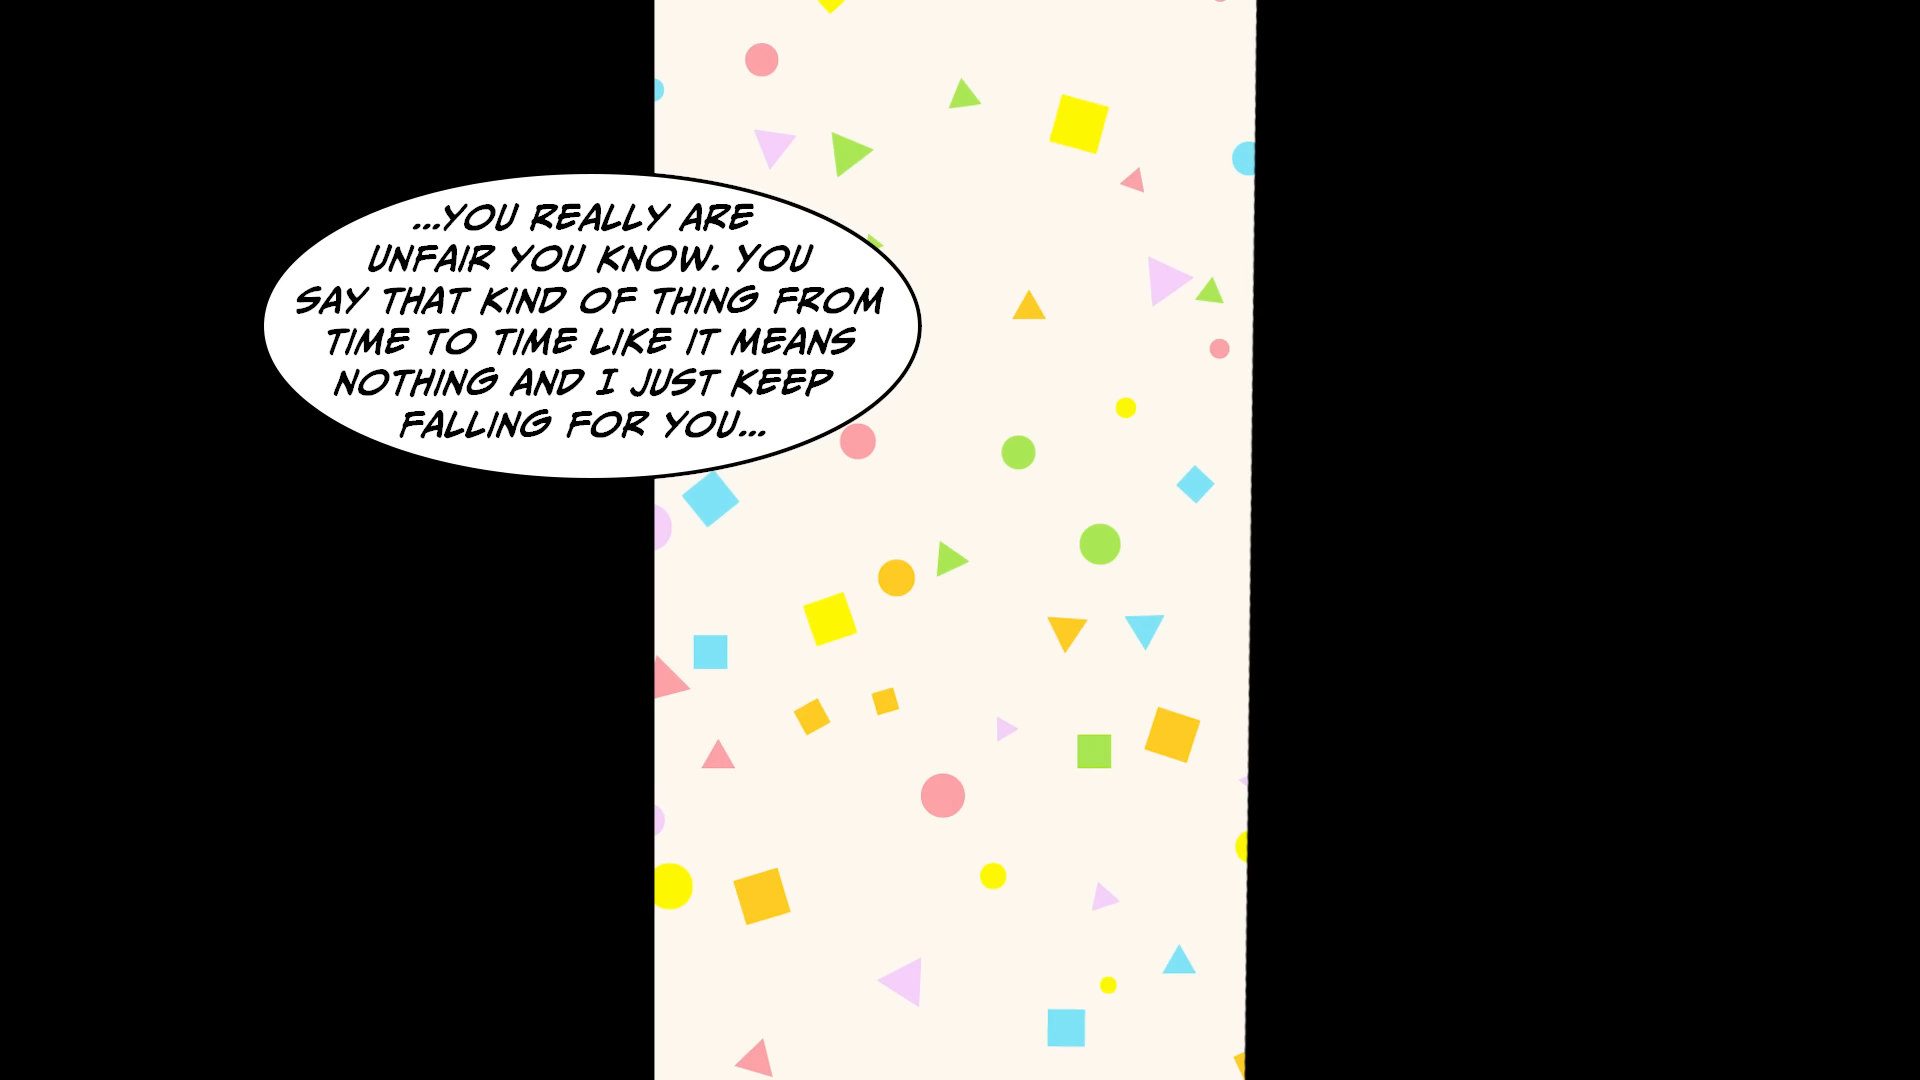 ...YOU REALLY ARE
UNFAIR YOU KNOW. YOU
SAY THAT KIND OF THING FROM
TIME TO TIME LIKE IT MEANS
NOTHING AND I JUST KEEP
FALLING FOR YOU...